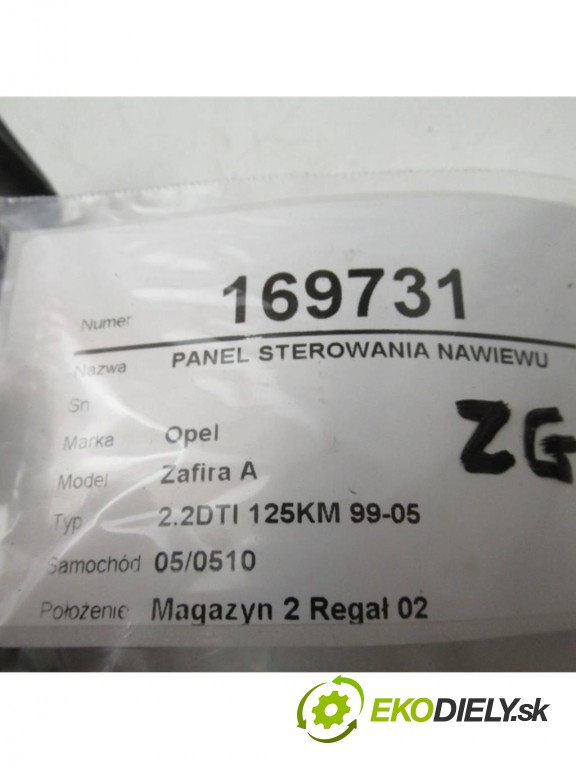 Numer 169731
Nazwa PANEL STEROWANIA NAWIEWU
Sn
Marka Opel
ZG
Model Zafira A
Typ 2.2DTI 125KM 99-05
Samochód 05/0510
Położenie Magazyn 2 Regał 02
EKODIELY.sk